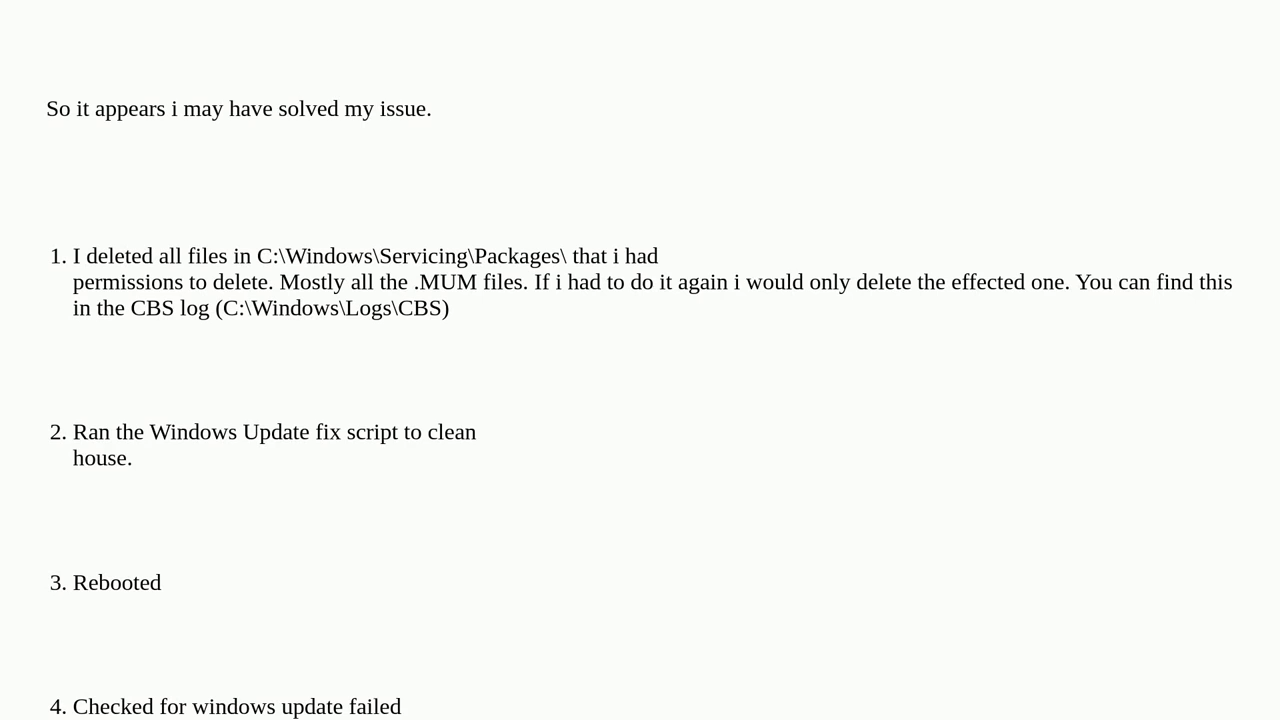 So it appears i may have solved my issue.
1. I deleted all files in C:\Windows\Servicing\Packages\ that i had
permissions to delete. Mostly all the .MUM files. If i had to do it again i would only delete the effected one. You can find this
in the CBS log (C:\Windows\Logs\CBS)
2. Ran the Windows Update fix script to clean
house.
3. Rebooted
4. Checked for windows update failed